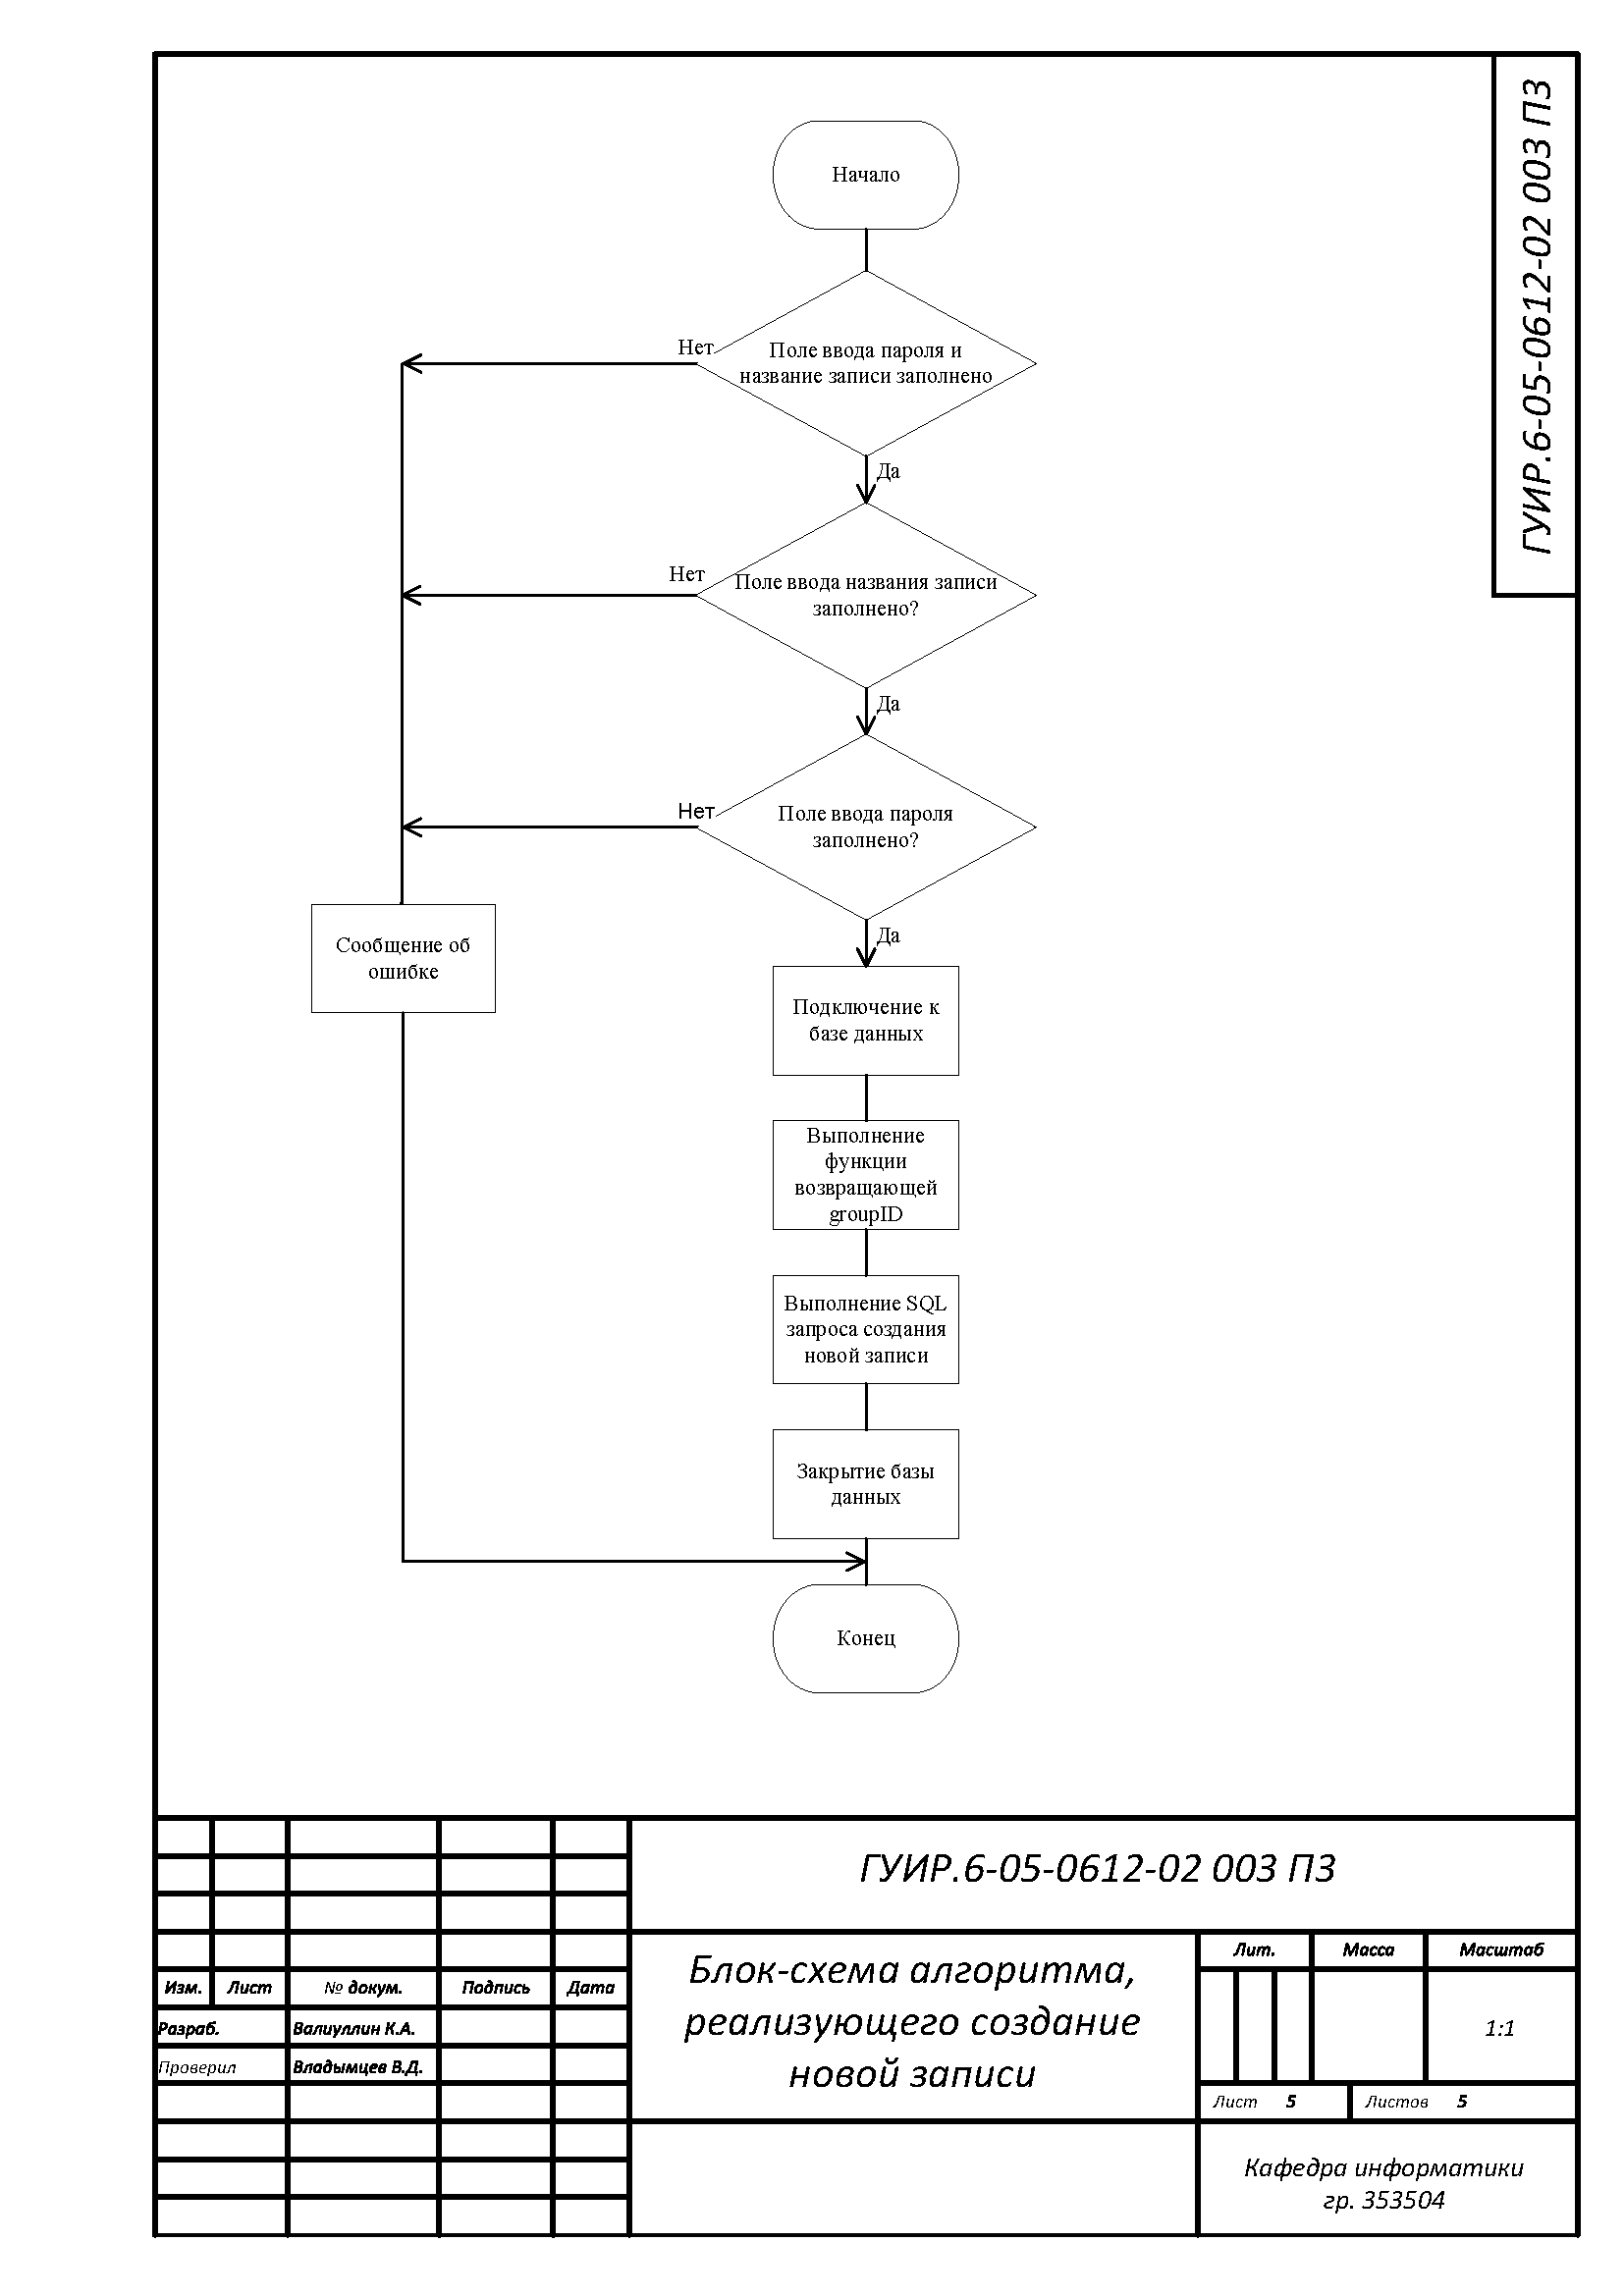 ГУИР.6-05-0612-02 003 ПЗ
Начало
Нет
Поле ввода пароля и
название записи заполнено
Да
Нет
Поле ввода названия записи
заполнено?
Да
Нет
Поле ввода пароля
заполнено?
Да
Сообщение об
ошибке
Подключение к
базе данных
Выполнение
функции
возвращающей
groupID
Выполнение SQL
запроса создания
новой записи
Закрытие базы
данных
Конец
ГУИР.6-05-0612-02 003 ПЗ
Блок-схема алгоритма,
реализующего создание
новой записи
Лит. Масса Масштаб
1:1
Изм. Лист № докум. Подпись Дата
Разраб. Валиуллин К.А.
Проверил Владымцев В.Д.
Лист 5 Листов 5
Кафедра информатики
гр. 353504